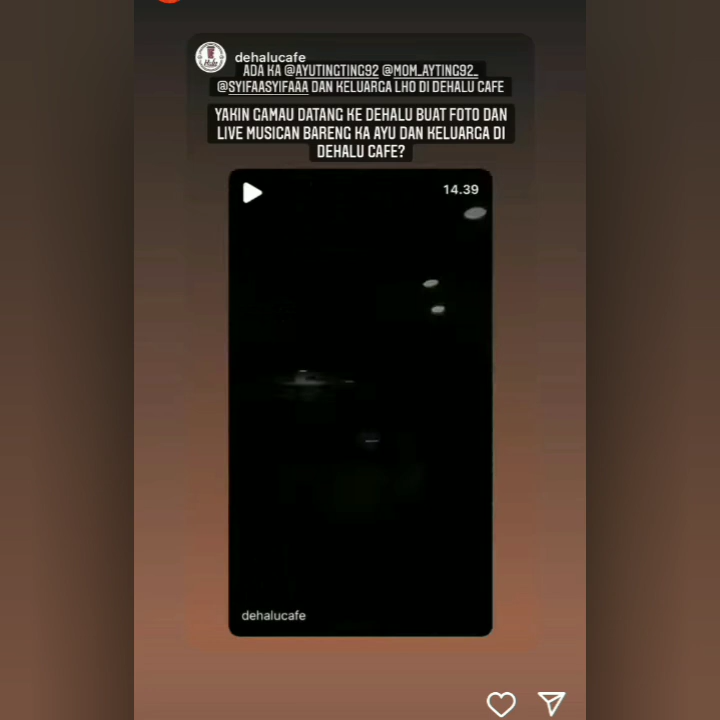 dehalucafe
ADA KA @AYUTINGTING92 @MOM_AYTING92_
@SYIFAASYIFAAA DAN KELUARGA LHO DI DEHALU CAFE
YAKIN GAMAU DATANG KE DEHALU BUAT FOTO DAN
LIVE MUSICAN BARENG KA AYU DAN KELUARGA DI
DEHALU CAFE?
14.39
dehalucafe